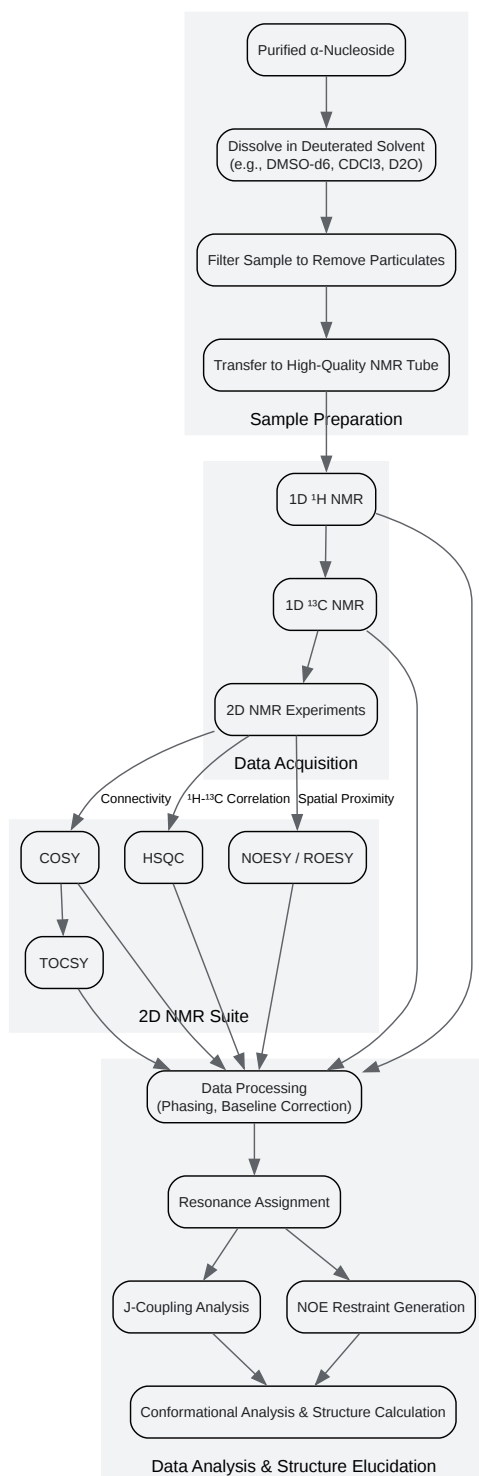 Purified α-Nucleoside
Dissolve in Deuterated Solvent
(e.g., DMSO-d6, CDCl3, D2O)
Filter Sample to Remove Particulates
Transfer to High-Quality NMR Tube
Sample Preparation
1D ¹H NMR
1D ¹³C NMR
2D NMR Experiments
Data Acquisition
Connectivity
¹H-¹³C Correlation
Spatial Proximity
COSY
HSQC
NOESY / ROESY
TOCSY
2D NMR Suite
Data Processing
(Phasing, Baseline Correction)
Resonance Assignment
J-Coupling Analysis
NOE Restraint Generation
Conformational Analysis & Structure Calculation
Data Analysis & Structure Elucidation